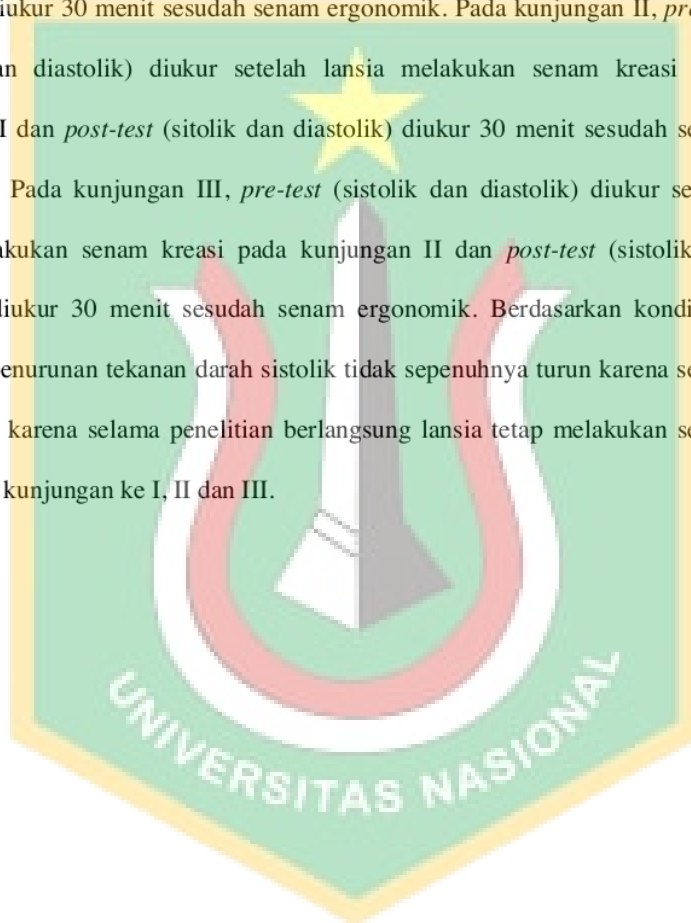 iukur 30 menit sesudah senam ergonomik. Pada kunjungan II, pre
an diastolik) diukur setelah lansia melakukan senam kreasi
I dan post-test (sitolik dan diastolik) diukur 30 menit sesudah se
Pada kunjungan III, pre-test (sistolik dan diastolik) diukur se
akukan senam kreasi pada kunjungan II dan post-test (sistolik
diukur 30 menit sesudah senam ergonomik. Berdasarkan kondi
enurunan tekanan darah sistolik tidak sepenuhnya turun karena se
karena selama penelitian berlangsung lansia tetap melakukan se
kunjungan ke I, II dan III.
UNIVERSITAS NASIONAL